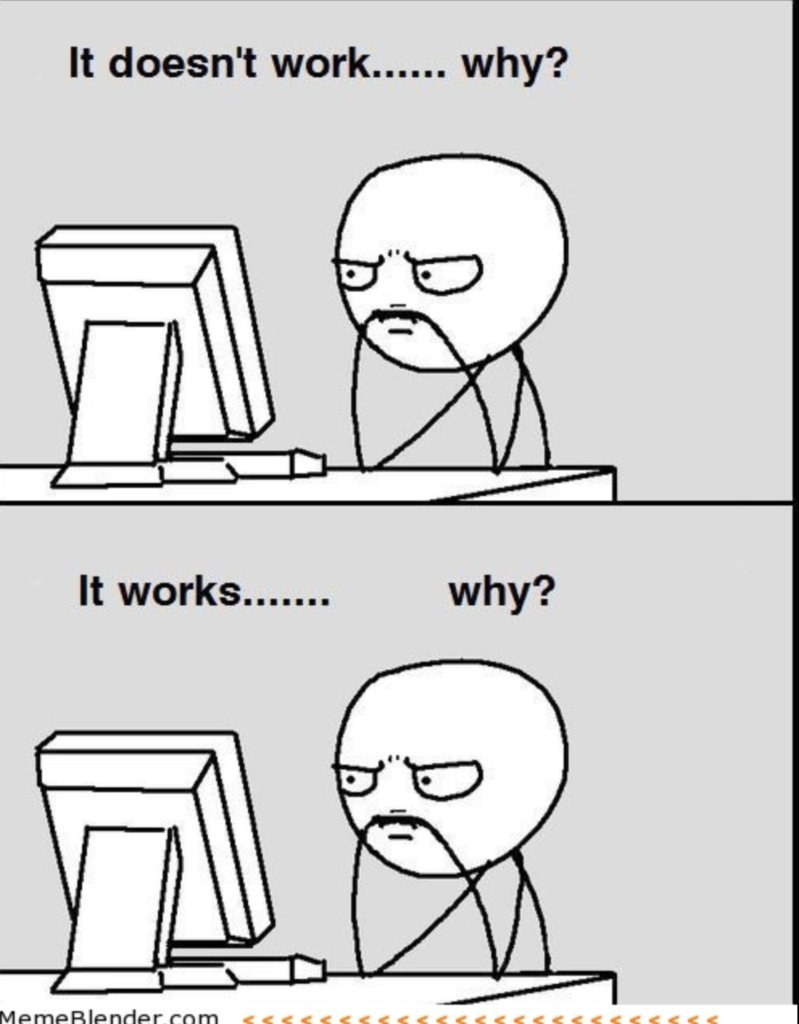 It doesn't work...... why?
It works....... why?
MemeBlender.com < < < < < < < < < < < < < < < < < < < < < < < < <